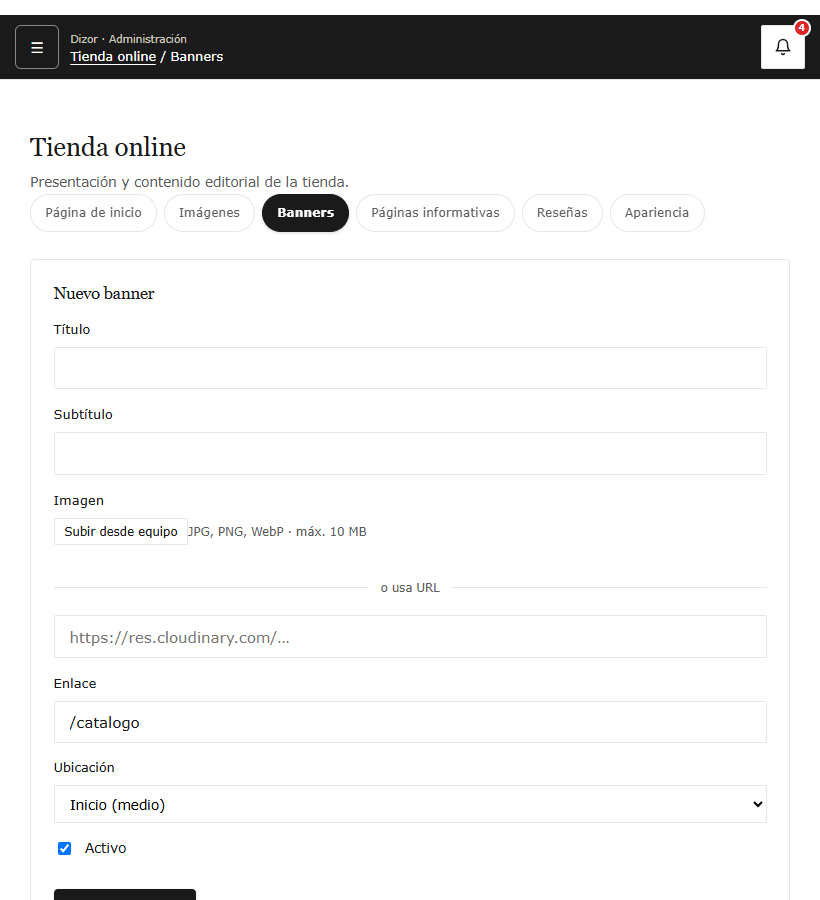 Dizor · Administración
Tienda online / Banners
4
Tienda online
Presentación y contenido editorial de la tienda.
Página de inicio Imágenes Banners Páginas informativas Reseñas Apariencia
Nuevo banner
Título
Subtítulo
Imagen
Subir desde equipo JPG, PNG, WebP · máx. 10 MB
o usa URL
https://res.cloudinary.com/...
Enlace
/catalogo
Ubicación
Inicio (medio)
Activo